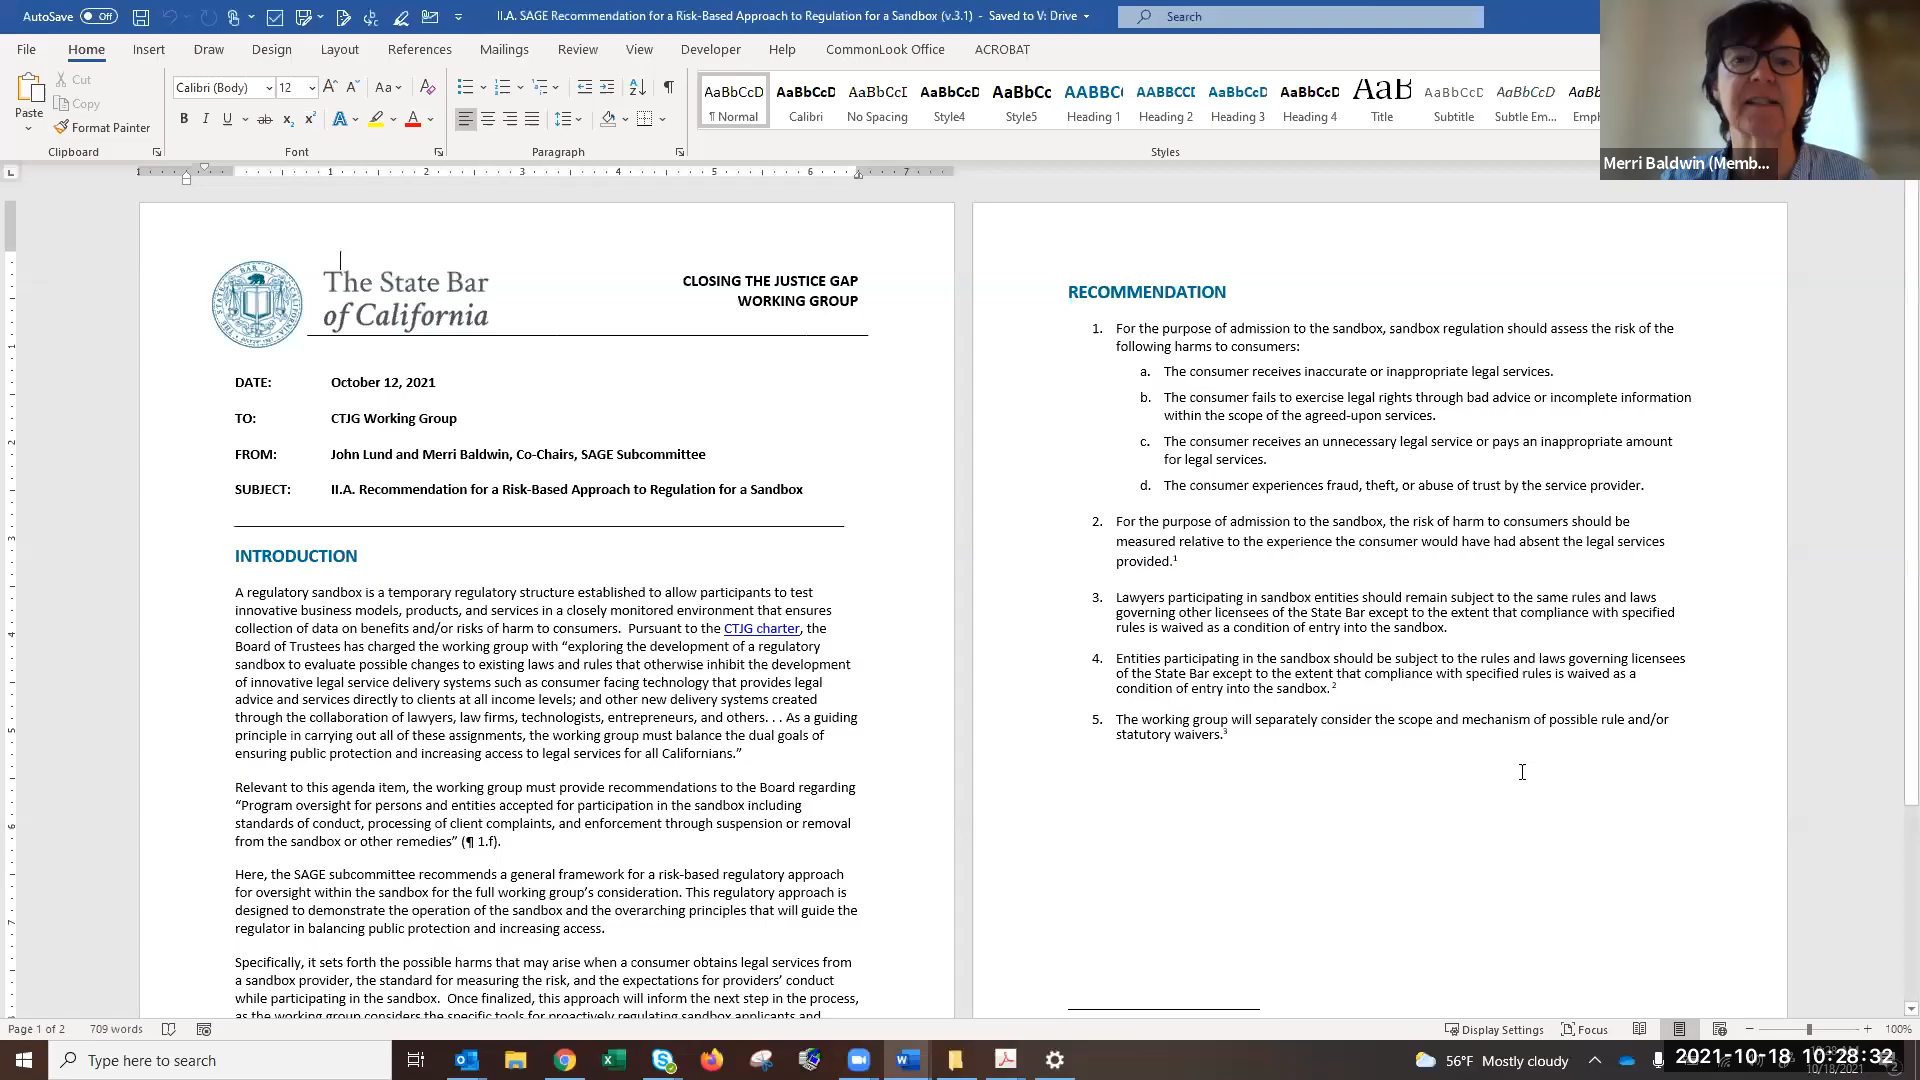 AutoSave Off II.A. SAGE Recommendation for a Risk-Based Approach to Regulation for a Sandbox (v.3.1) - Saved to V: Drive Search
File Home Insert Draw Design Layout References Mailings Review View Developer Help CommonLook Office ACROBAT
Paste Cut Copy Format Painter
Calibri (Body) 12
AaBbCcD AaBbCcD AaBbCcI AaBbCcD AaBbCc AABBC( AABBCCI AaBbCcD AaBbCcD AaB AaBbCcD AaBbCcD AaBb
¶ Normal Calibri No Spacing Style4 Style5 Heading 1 Heading 2 Heading 3 Heading 4 Title Subtitle Subtle Em... Emph
Clipboard Font Paragraph Styles
Merri Baldwin (Memb...
The State Bar
of California
CLOSING THE JUSTICE GAP
WORKING GROUP
DATE: October 12, 2021
TO: CTJG Working Group
FROM: John Lund and Merri Baldwin, Co-Chairs, SAGE Subcommittee
SUBJECT: II.A. Recommendation for a Risk-Based Approach to Regulation for a Sandbox
INTRODUCTION
A regulatory sandbox is a temporary regulatory structure established to allow participants to test
innovative business models, products, and services in a closely monitored environment that ensures
collection of data on benefits and/or risks of harm to consumers. Pursuant to the CTJG charter, the
Board of Trustees has charged the working group with “exploring the development of a regulatory
sandbox to evaluate possible changes to existing laws and rules that otherwise inhibit the development
of innovative legal service delivery systems such as consumer facing technology that provides legal
advice and services directly to clients at all income levels; and other new delivery systems created
through the collaboration of lawyers, law firms, technologists, entrepreneurs, and others. . . As a guiding
principle in carrying out all of these assignments, the working group must balance the dual goals of
ensuring public protection and increasing access to legal services for all Californians.”
Relevant to this agenda item, the working group must provide recommendations to the Board regarding
“Program oversight for persons and entities accepted for participation in the sandbox including
standards of conduct, processing of client complaints, and enforcement through suspension or removal
from the sandbox or other remedies” (¶ 1.f).
Here, the SAGE subcommittee recommends a general framework for a risk-based regulatory approach
for oversight within the sandbox for the full working group’s consideration. This regulatory approach is
designed to demonstrate the operation of the sandbox and the overarching principles that will guide the
regulator in balancing public protection and increasing access.
Specifically, it sets forth the possible harms that may arise when a consumer obtains legal services from
a sandbox provider, the standard for measuring the risk, and the expectations for providers’ conduct
while participating in the sandbox. Once finalized, this approach will inform the next step in the process,
as the working group considers the specific tools for proactively regulating sandbox applicants and
RECOMMENDATION
1. For the purpose of admission to the sandbox, sandbox regulation should assess the risk of the
following harms to consumers:
a. The consumer receives inaccurate or inappropriate legal services.
b. The consumer fails to exercise legal rights through bad advice or incomplete information
within the scope of the agreed-upon services.
c. The consumer receives an unnecessary legal service or pays an inappropriate amount
for legal services.
d. The consumer experiences fraud, theft, or abuse of trust by the service provider.
2. For the purpose of admission to the sandbox, the risk of harm to consumers should be
measured relative to the experience the consumer would have had absent the legal services
provided.1
3. Lawyers participating in sandbox entities should remain subject to the same rules and laws
governing other licensees of the State Bar except to the extent that compliance with specified
rules is waived as a condition of entry into the sandbox.
4. Entities participating in the sandbox should be subject to the rules and laws governing licensees
of the State Bar except to the extent that compliance with specified rules is waived as a
condition of entry into the sandbox. 2
5. The working group will separately consider the scope and mechanism of possible rule and/or
statutory waivers.3
Page 1 of 2 709 words Display Settings Focus 100%
Type here to search 56°F Mostly cloudy 2021-10-18 10:28:32
10/18/2021